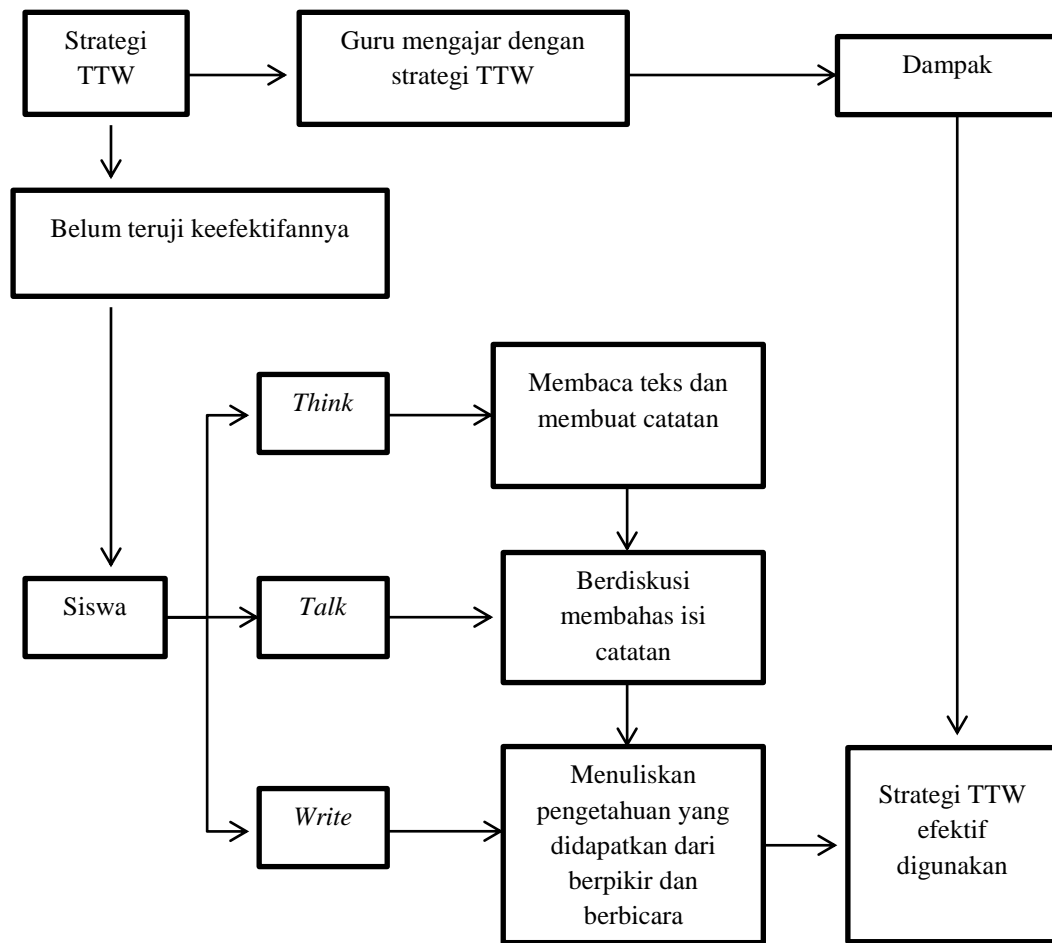 Strategi
TTW
Guru mengajar dengan
strategi TTW
Dampak
Belum teruji keefektifannya
Think
Membaca teks dan
membuat catatan
Siswa
Talk
Berdiskusi
membahas isi
catatan
Write
Menuliskan
pengetahuan yang
didapatkan dari
berpikir dan
berbicara
Strategi TTW
efektif
digunakan